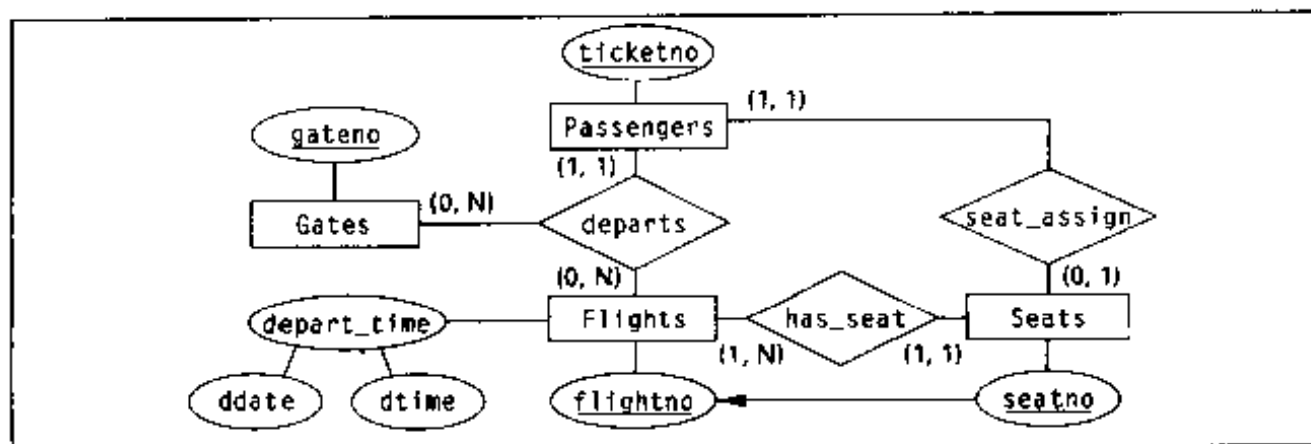 ticketno
(1, 1)
Passengers
gateno
(1, 1)
(0, N)
Gates
departs
seat_assign
(0, N)
(0, 1)
depart_time
Flights
has_seat
Seats
(1, N)
(1, 1)
ddate
dtime
flightno
seatno